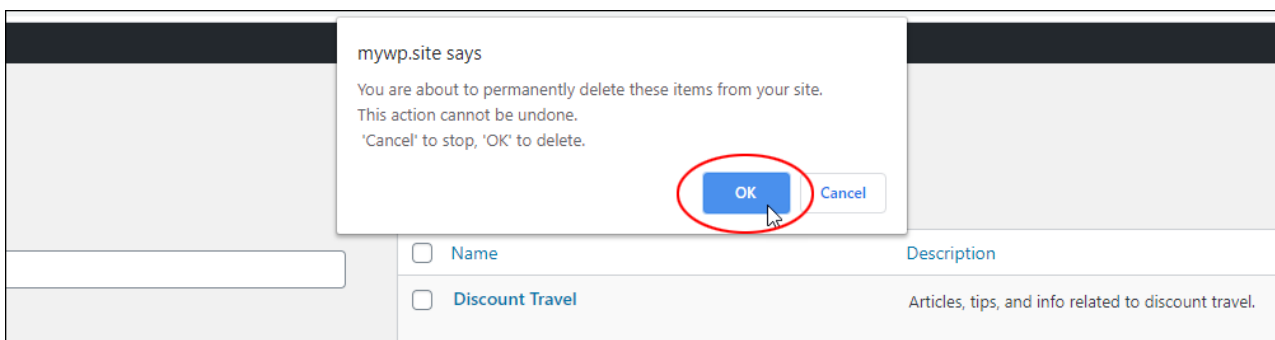 mywp.site says
You are about to permanently delete these items from your site.
This action cannot be undone.
'Cancel' to stop, 'OK' to delete.
OK Cancel
Name Description
Discount Travel Articles, tips, and info related to discount travel.